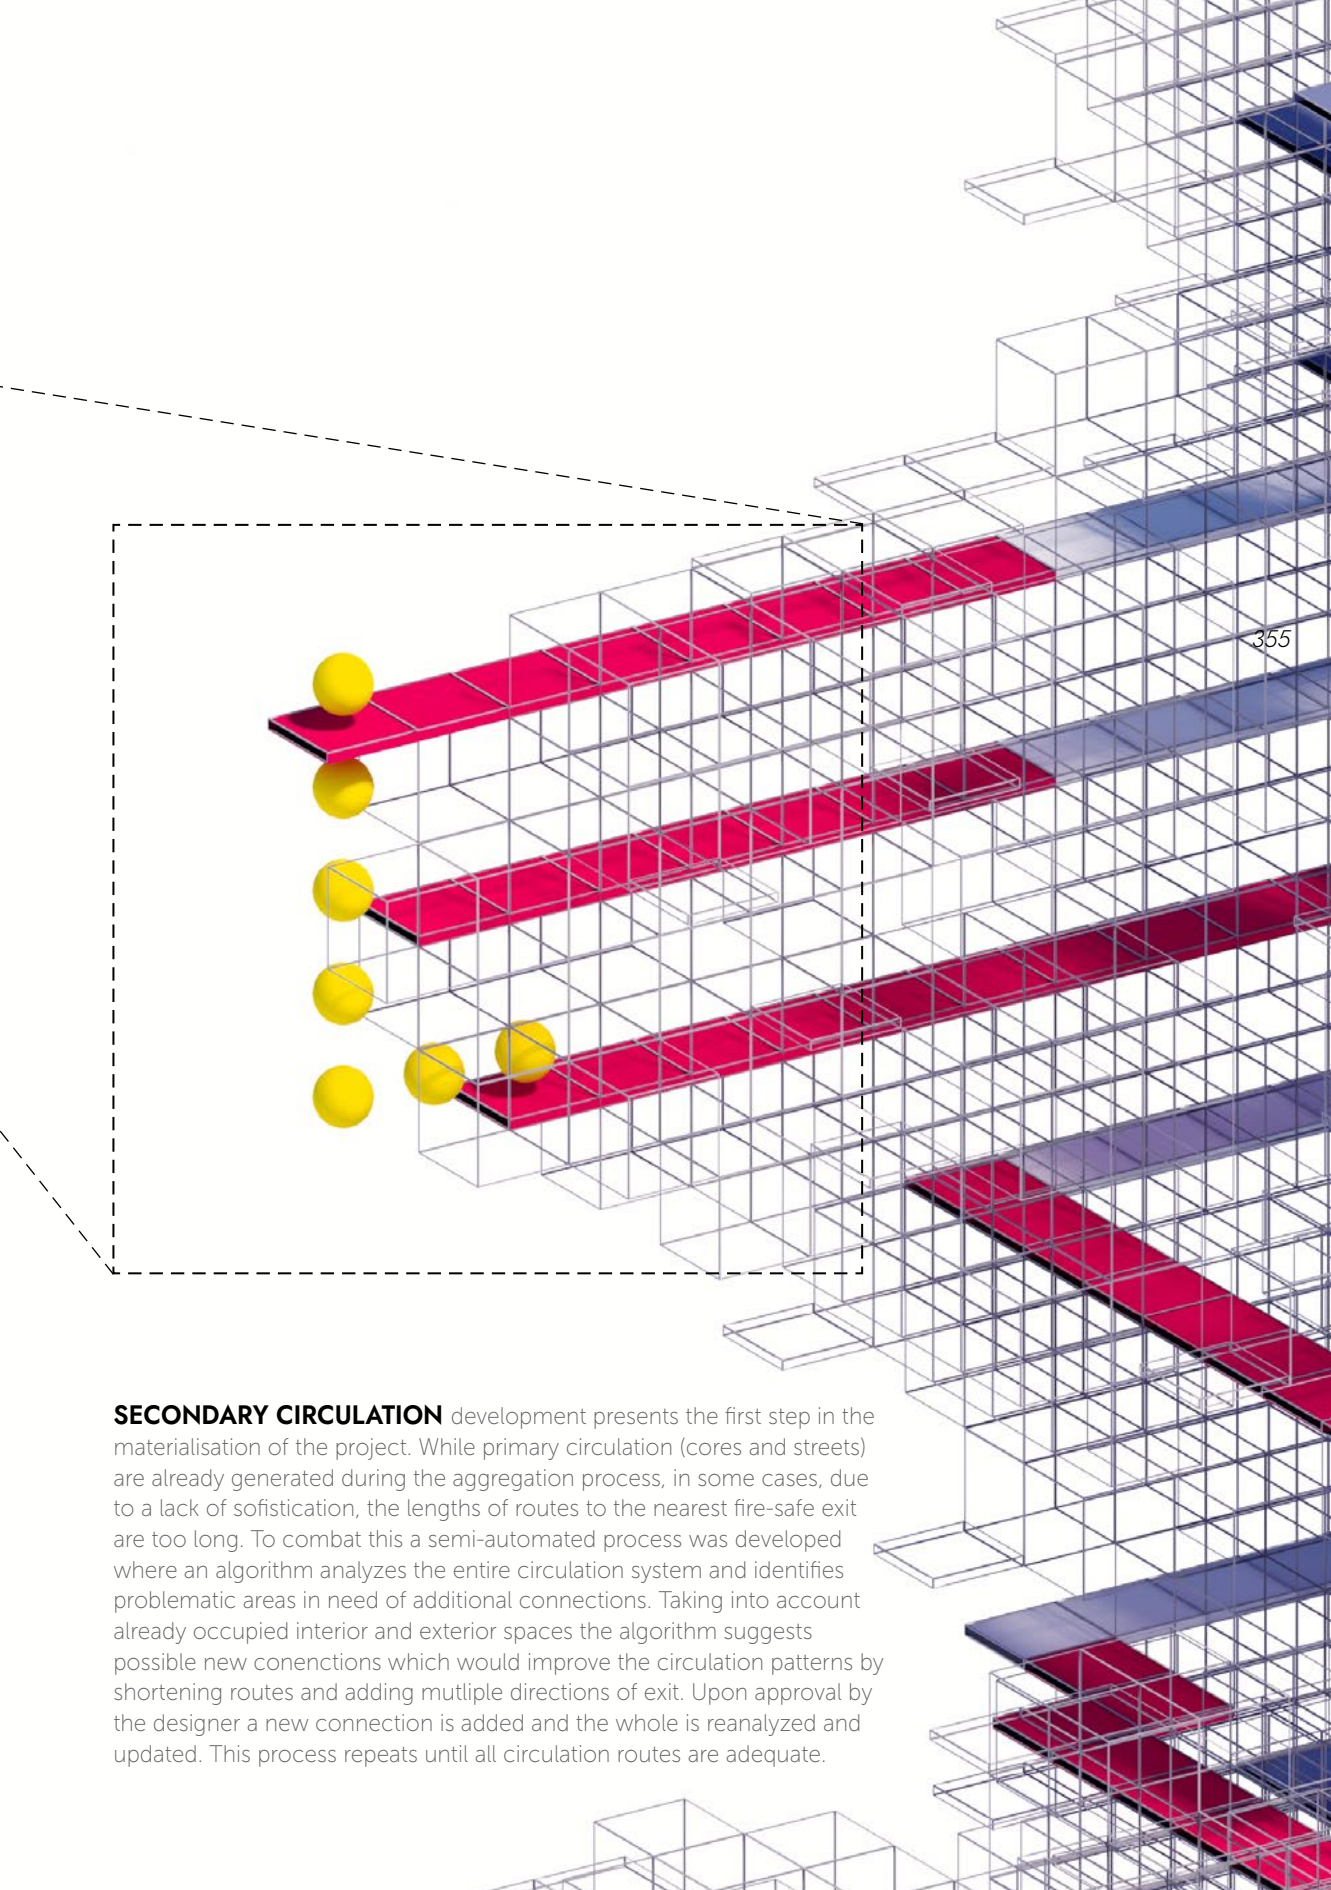 355
SECONDARY CIRCULATION development presents the first step in the
materialisation of the project. While primary circulation (cores and streets)
are already generated during the aggregation process, in some cases, due
to a lack of sofistication, the lengths of routes to the nearest fire-safe exit
are too long. To combat this a semi-automated process was developed
where an algorithm analyzes the entire circulation system and identifies
problematic areas in need of additional connections. Taking into account
already occupied interior and exterior spaces the algorithm suggests
possible new conenctions which would improve the circulation patterns by
shortening routes and adding mutliple directions of exit. Upon approval by
the designer a new connection is added and the whole is reanalyzed and
updated. This process repeats until all circulation routes are adequate.